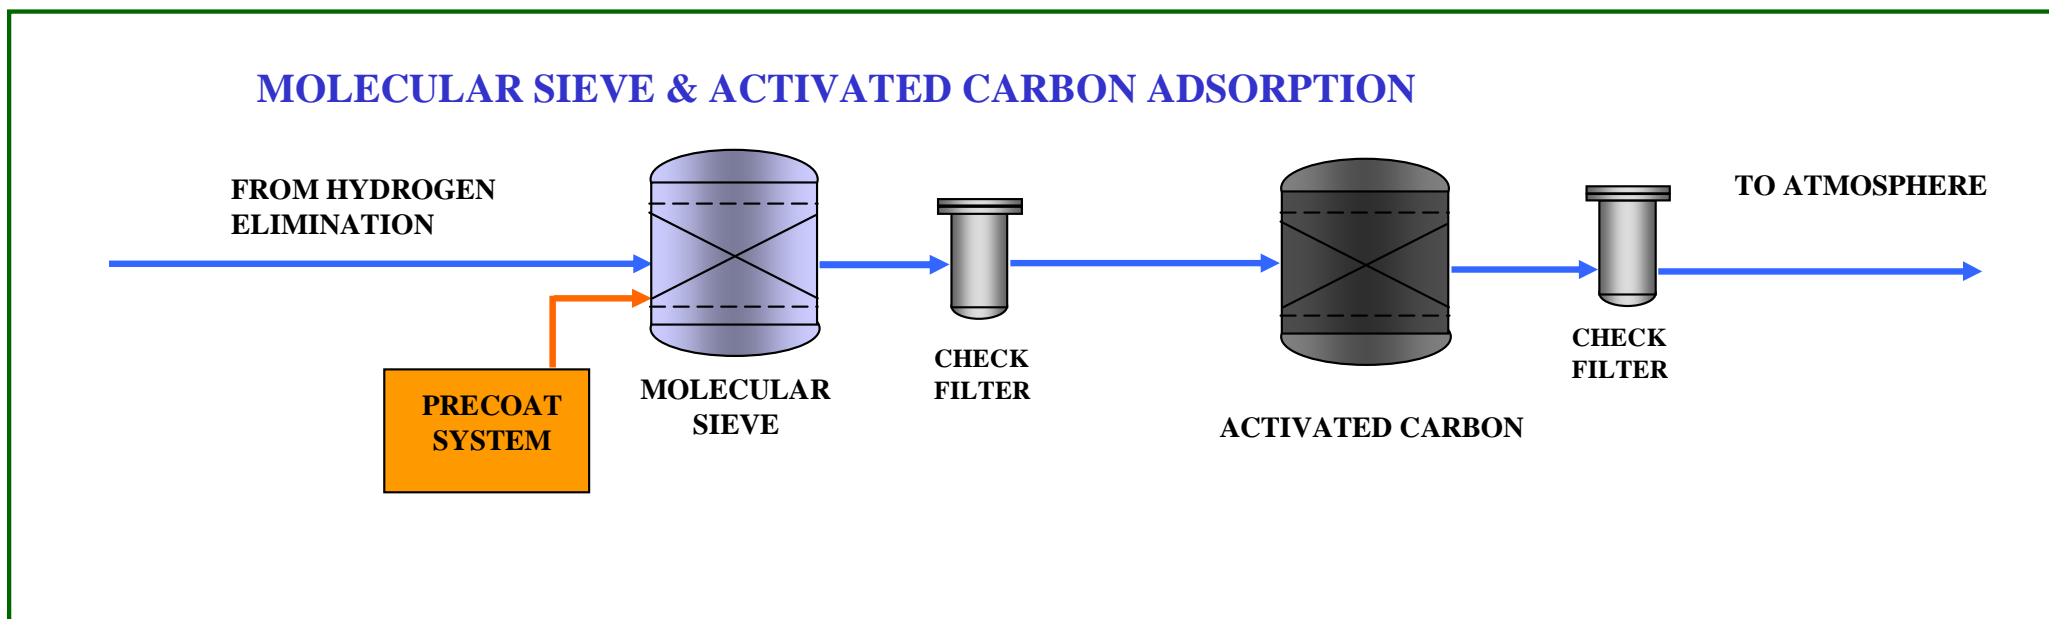 MOLECULAR SIEVE & ACTIVATED CARBON ADSORPTION
FROM HYDROGEN
ELIMINATION
TO ATMOSPHERE
PRECOAT
SYSTEM
MOLECULAR
SIEVE
CHECK
FILTER
ACTIVATED CARBON
CHECK
FILTER